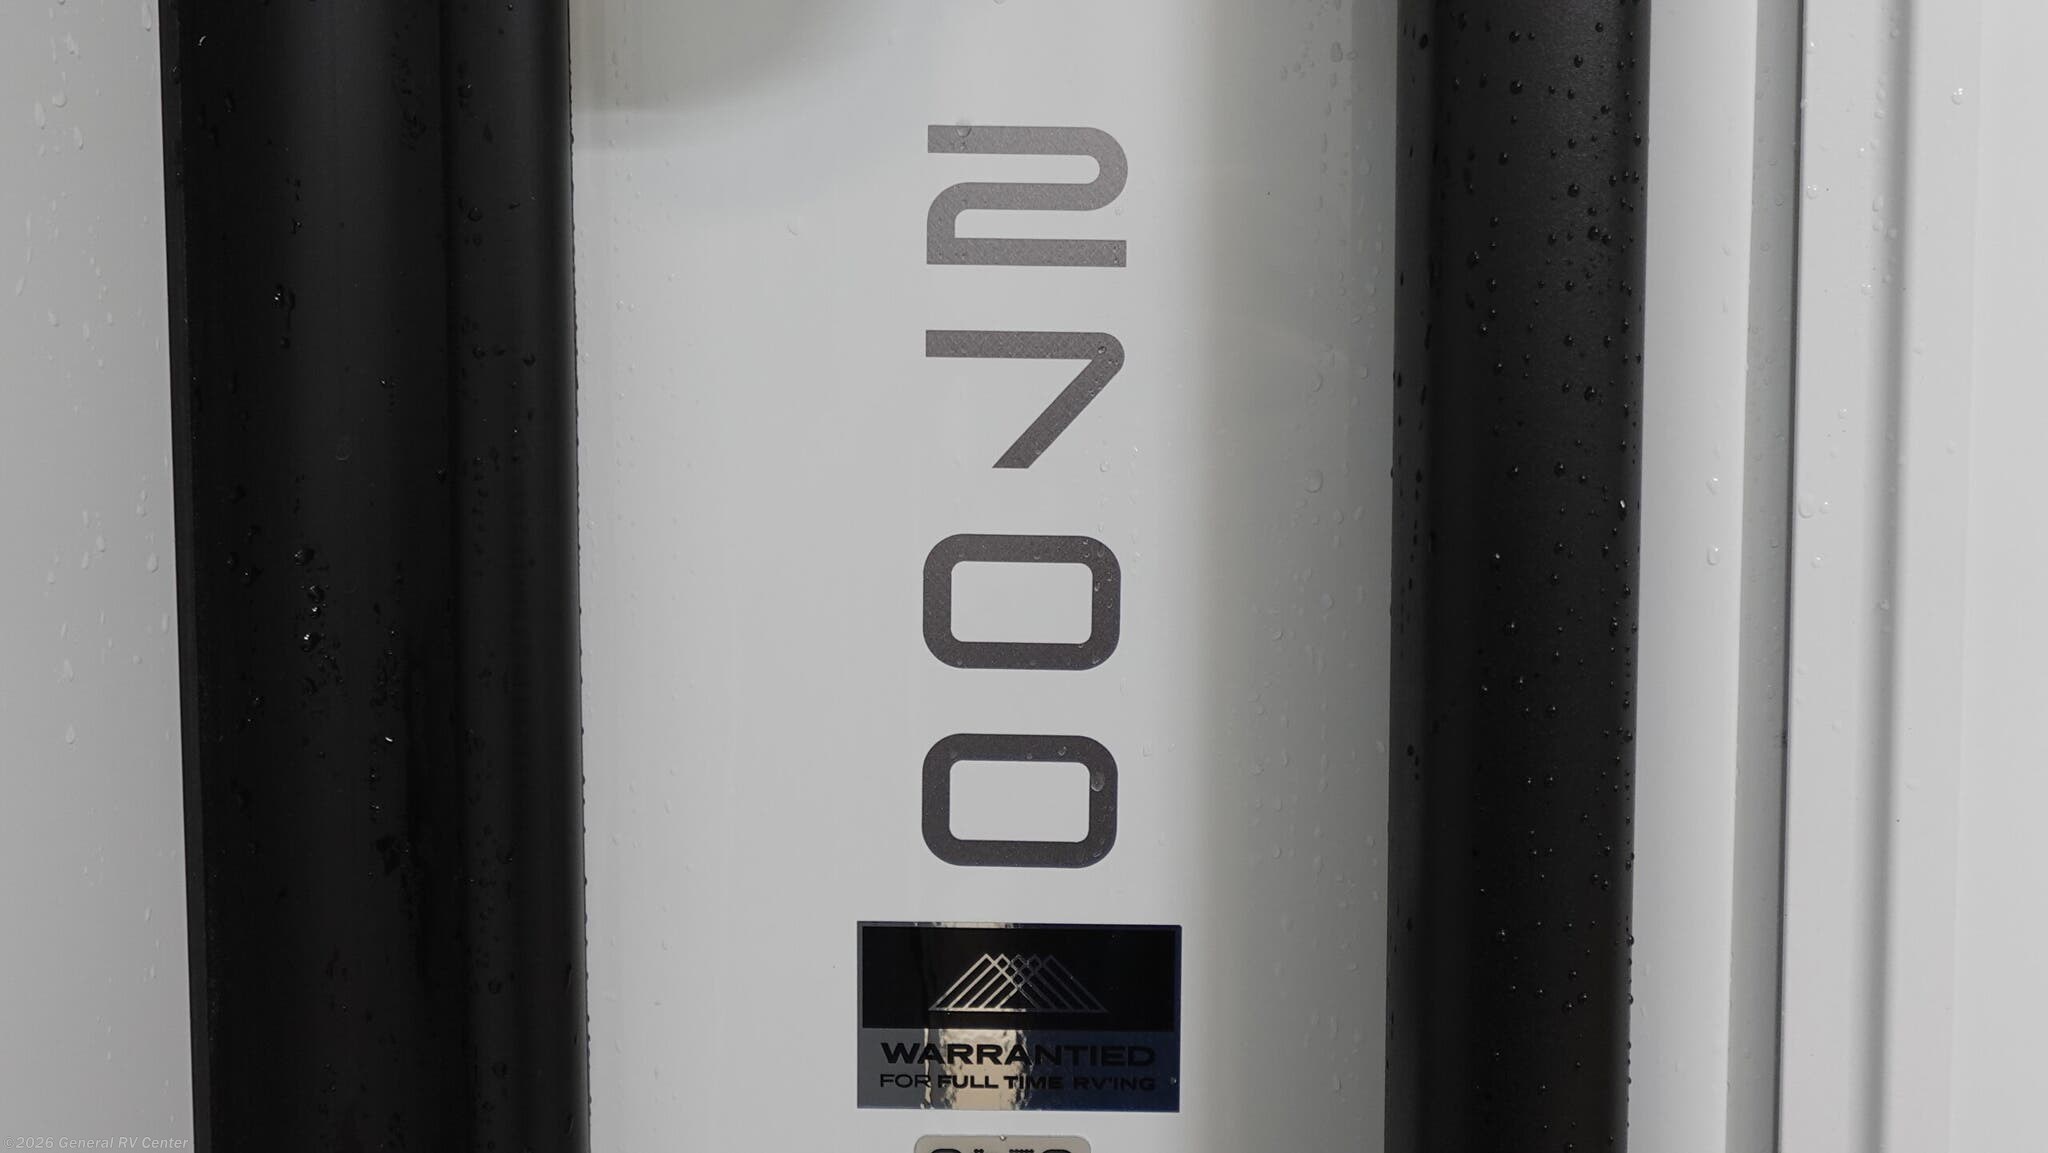 2700
WARRANTIED
FOR FULL TIME RV'ING
©2026 General RV Center